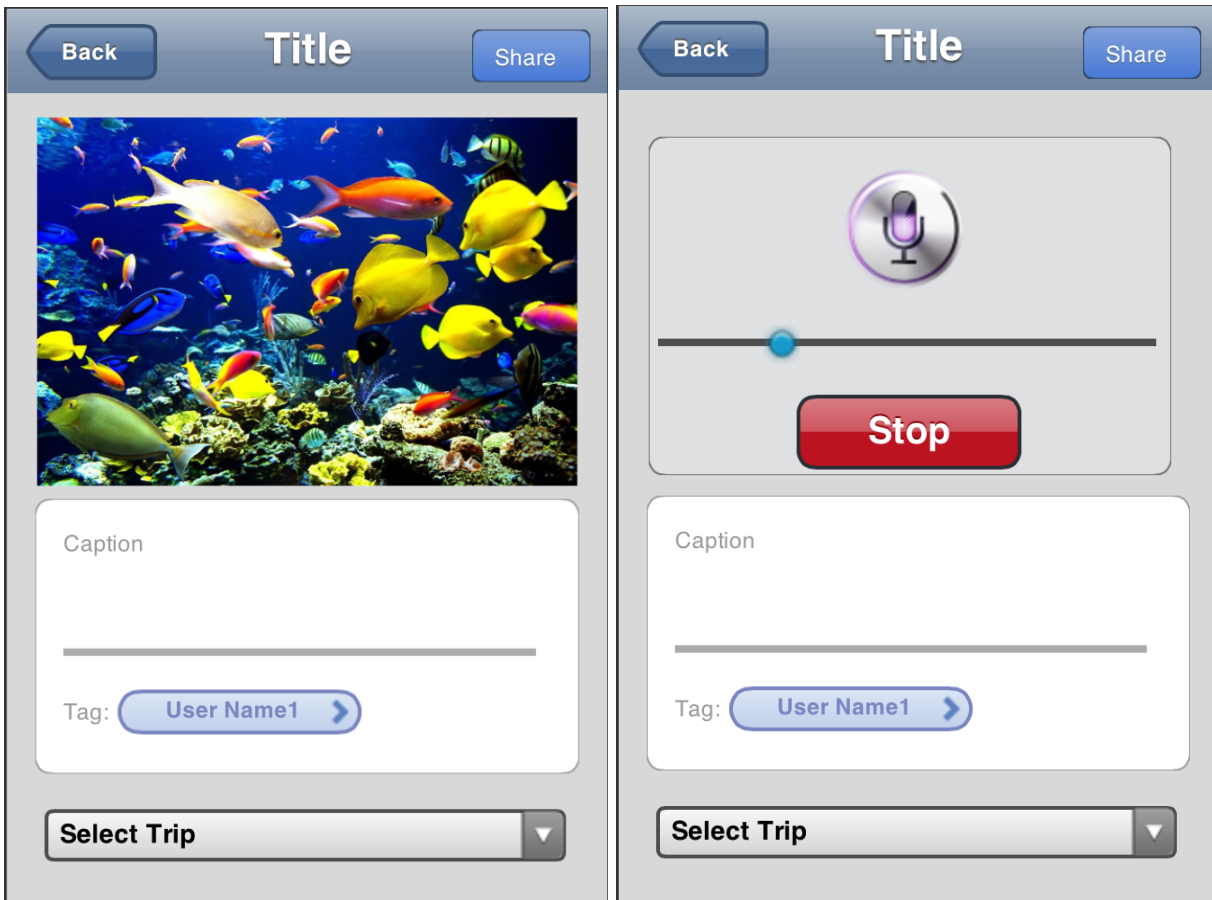 Back
Title
Share
Caption
Tag:
User Name1
Select Trip
Back
Title
Share
Stop
Caption
Tag:
User Name1
Select Trip